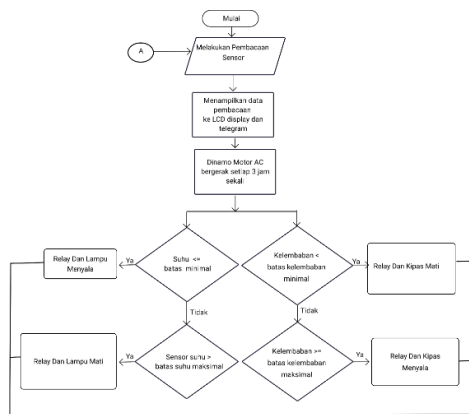 Mulai
A
Melakukan Pembacaan
Sensor
Menampilkan data
pembacaan
ke LCD display dan
telegram
Dinamo Motor AC
bergerak setiap 3 jam
sekali
Relay Dan Lampu
Menyala
Ya
Suhu <=
batas minimal
Kelembaban <
batas kelembaban
minimal
Ya
Relay Dan Kipas Mati
Tidak
Tidak
Relay Dan Lampu Mati
Ya
Sensor suhu >
batas suhu maksimal
Kelembaban >=
batas kelembaban
maksimal
Ya
Relay Dan Kipas
Menyala